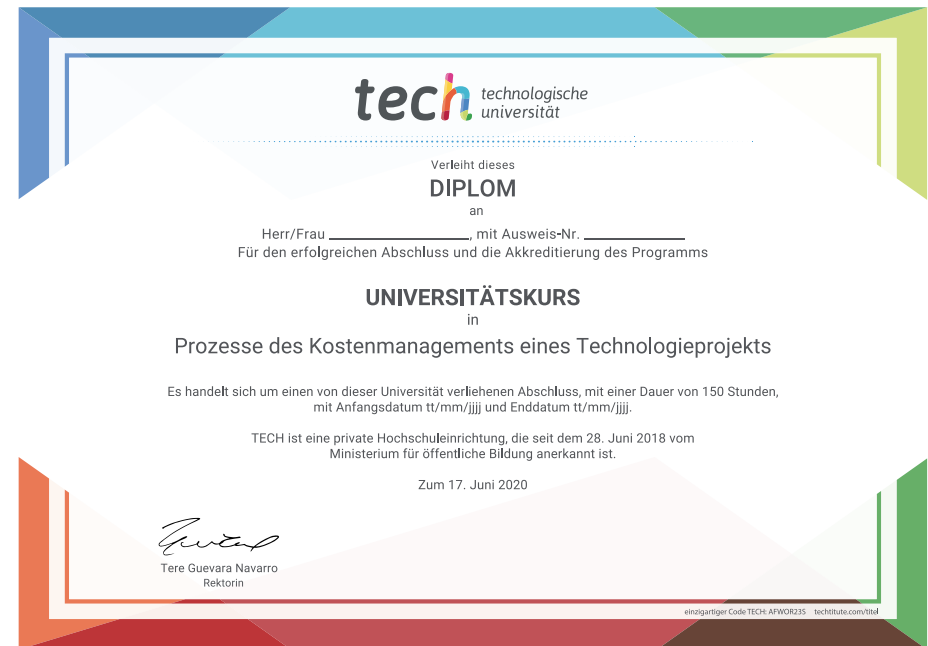 tech technologische
universität
Verleiht dieses
DIPLOM
an
Herr/Frau ____________, mit Ausweis-Nr. ____________
Für den erfolgreichen Abschluss und die Akkreditierung des Programms
UNIVERSITÄTSKURS
in
Prozesse des Kostenmanagements eines Technologieprojekts
Es handelt sich um einen von dieser Universität verliehenen Abschluss, mit einer Dauer von 150 Stunden,
mit Anfangsdatum tt/mm/jjjj und Enddatum tt/mm/jjjj.
TECH ist eine private Hochschuleinrichtung, die seit dem 28. Juni 2018 vom
Ministerium für öffentliche Bildung anerkannt ist.
Zum 17. Juni 2020
Tere Guevara Navarro
Rektorin
einzigartiger Code TECH: AFWOR23S techtitute.com/titel